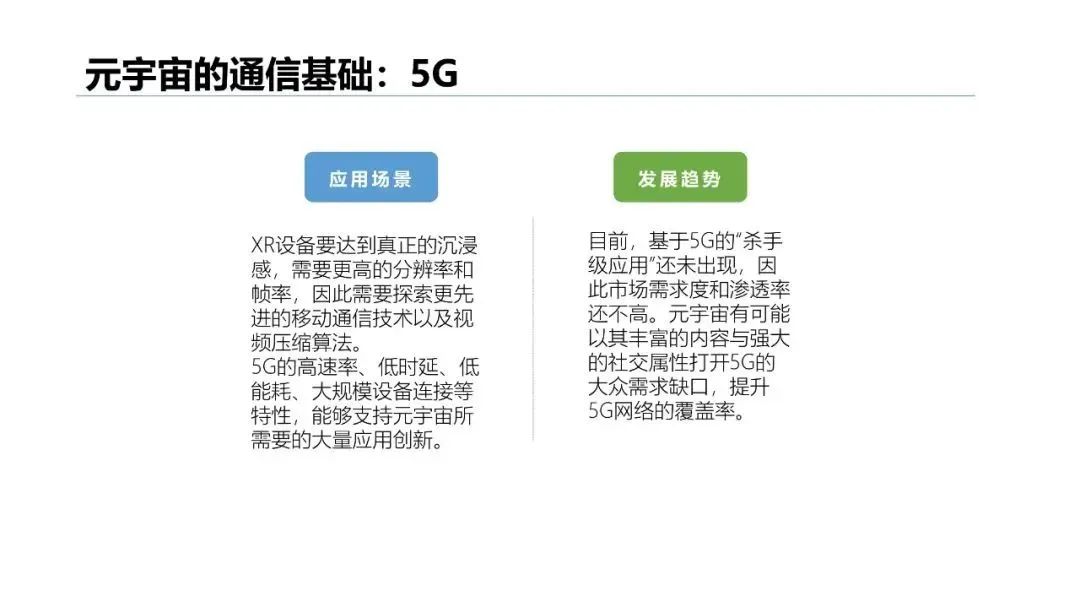 元宇宙的通信基础：5G
应用场景
XR设备要达到真正的沉浸
感，需要更高的分辨率和
帧率，因此需要探索更先
进的移动通信技术以及视
频压缩算法。
5G的高速率、低时延、低
能耗、大规模设备连接等
特性，能够支持元宇宙所
需要的大量应用创新。
发展趋势
目前，基于5G的“杀手
级应用”还未出现，因
此市场需求度和渗透率
还不高。元宇宙有可能
以其丰富的内容与强大
的社交属性打开5G的
大众需求缺口，提升
5G网络的覆盖率。